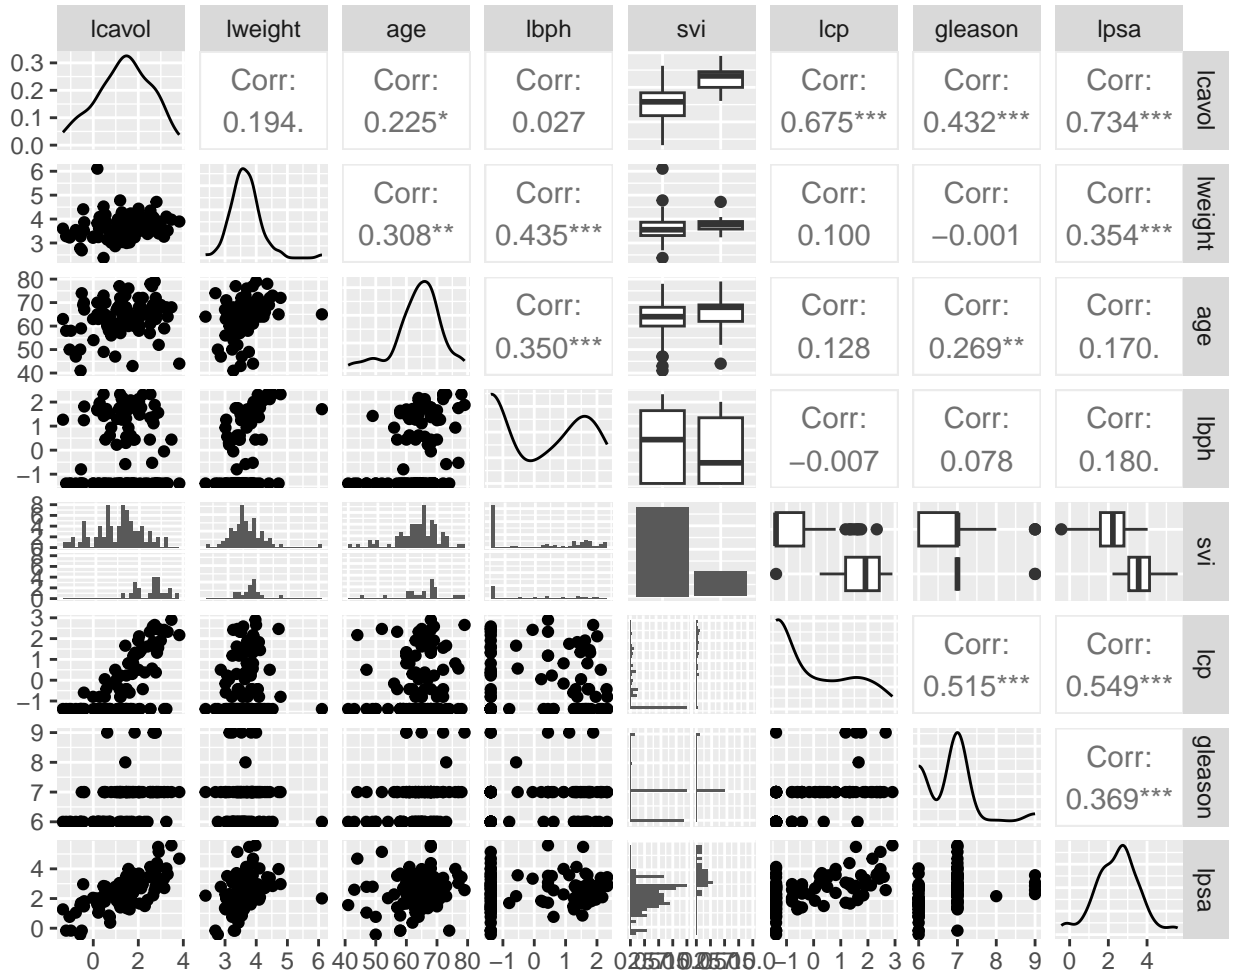 lcavol lweight age lbph svi lcp gleason lpsa
0.3
0.2
0.1
0.0
Corr: Corr: Corr: Corr: Corr: Corr:
0.194. 0.225* 0.027 0.675*** 0.432*** 0.734***
lcavol
6
5
4
3
Corr: Corr: Corr: Corr: Corr:
0.308** 0.435*** 0.100 −0.001 0.354***
lweight
80
70
60
50
40
Corr: Corr: Corr: Corr:
0.350*** 0.128 0.269** 0.170.
age
2
1
0
−1
Corr: Corr: Corr:
−0.007 0.078 0.180.
lbph
8
6
4
2
0
8
6
4
2
0
svi
3
2
1
0
−1
Corr: Corr:
0.515*** 0.549***
lcp
9
8
7
6
Corr:
0.369***
gleason
4
2
0
lpsa
0 2 4 3 4 5 6 40 50 60 70 80 −1 0 1 2 −1 0 1 2 3 6 7 8 9 0 2 4